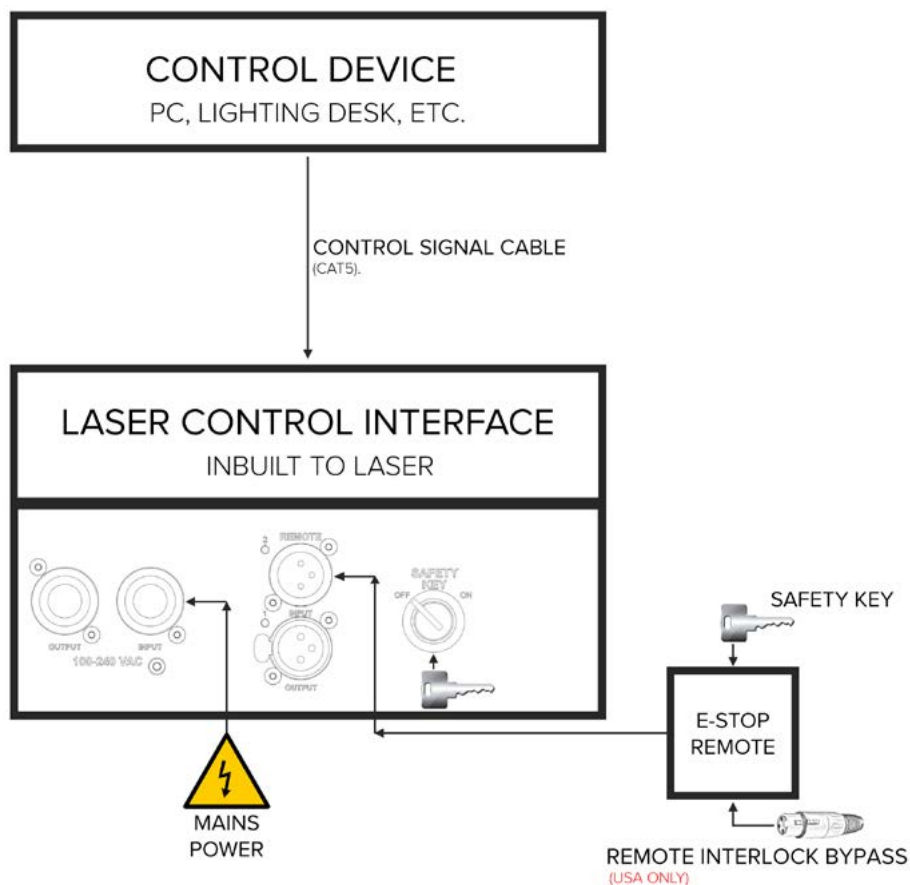 CONTROL DEVICE
PC, LIGHTING DESK, ETC.
CONTROL SIGNAL CABLE
(CAT5).
LASER CONTROL INTERFACE
INBUILT TO LASER
2
REMOTE
INPUT
1
OUTPUT
SAFETY
KEY
OFF
ON
OUTPUT
INPUT
100-240 VAC
SAFETY KEY
E-STOP
REMOTE
MAINS
POWER
REMOTE INTERLOCK BYPASS
(USA ONLY)